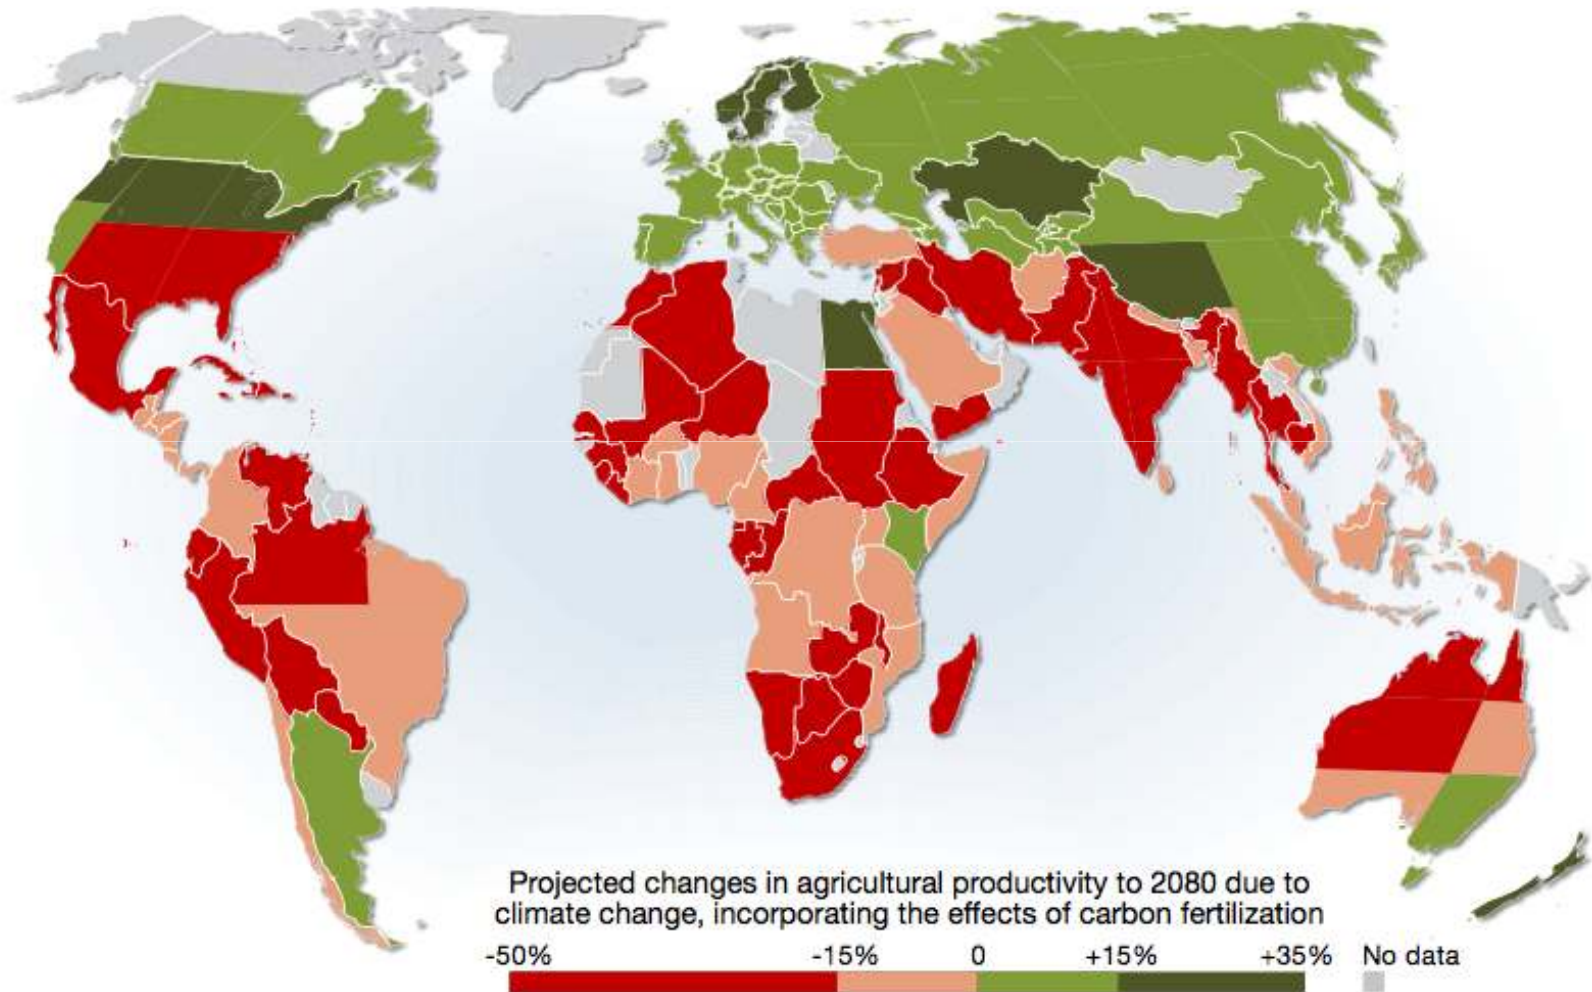 Projected changes in agricultural productivity to 2080 due to
climate change, incorporating the effects of carbon fertilization
-50% -15% 0 +15% +35% No data